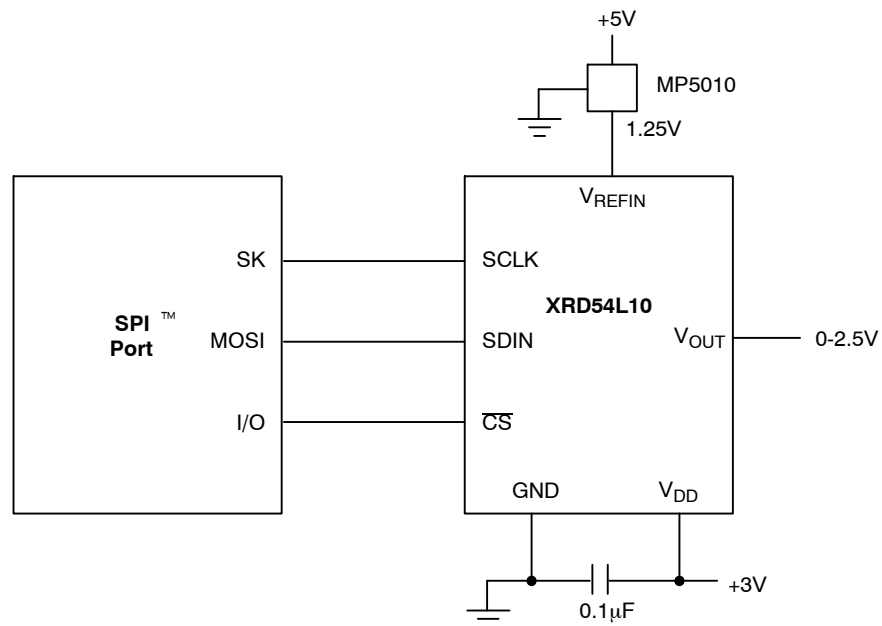 +5V
MP5010
1.25V
VREFIN
SK
SCLK
XRD54L10
SPI ™
Port
MOSI
SDIN
VOUT
0-2.5V
I/O
CS
GND
VDD
+3V
0.1µF